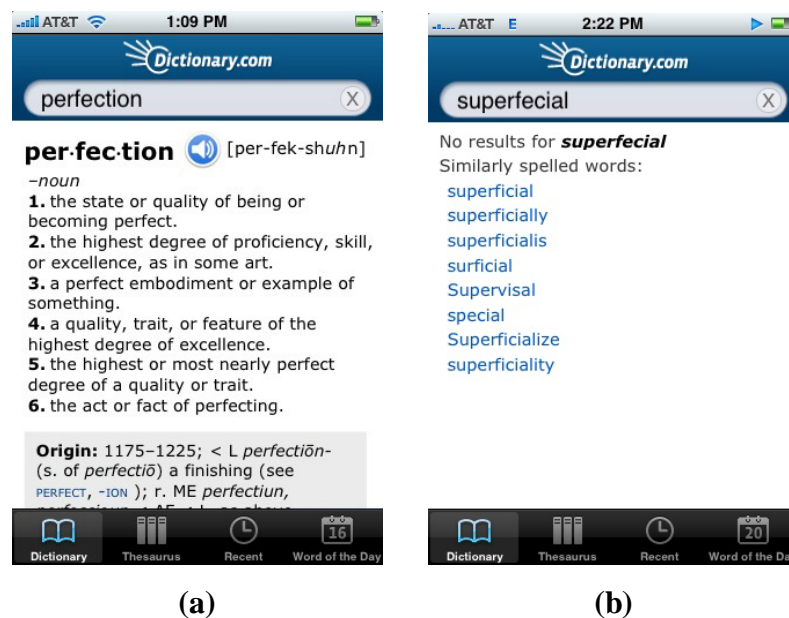 AT&T 1:09 PM
Dictionary.com
perfection X
per·fec·tion [per-fek-shuhn]
–noun
1. the state or quality of being or
becoming perfect.
2. the highest degree of proficiency, skill,
or excellence, as in some art.
3. a perfect embodiment or example of
something.
4. a quality, trait, or feature of the
highest degree of excellence.
5. the highest or most nearly perfect
degree of a quality or trait.
6. the act or fact of perfecting.
Origin: 1175–1225; < L perfectiōn-
(s. of perfectiō) a finishing (see
PERFECT, -ION ); r. ME perfectiun,
16
Dictionary Thesaurus Recent Word of the Day
(a)
AT&T E 2:22 PM
Dictionary.com
superfecial X
No results for superfecial
Similarly spelled words:
superficial
superficially
superficialis
surficial
Supervisal
special
Superficialize
superficiality
20
Dictionary Thesaurus Recent Word of the Da
(b)